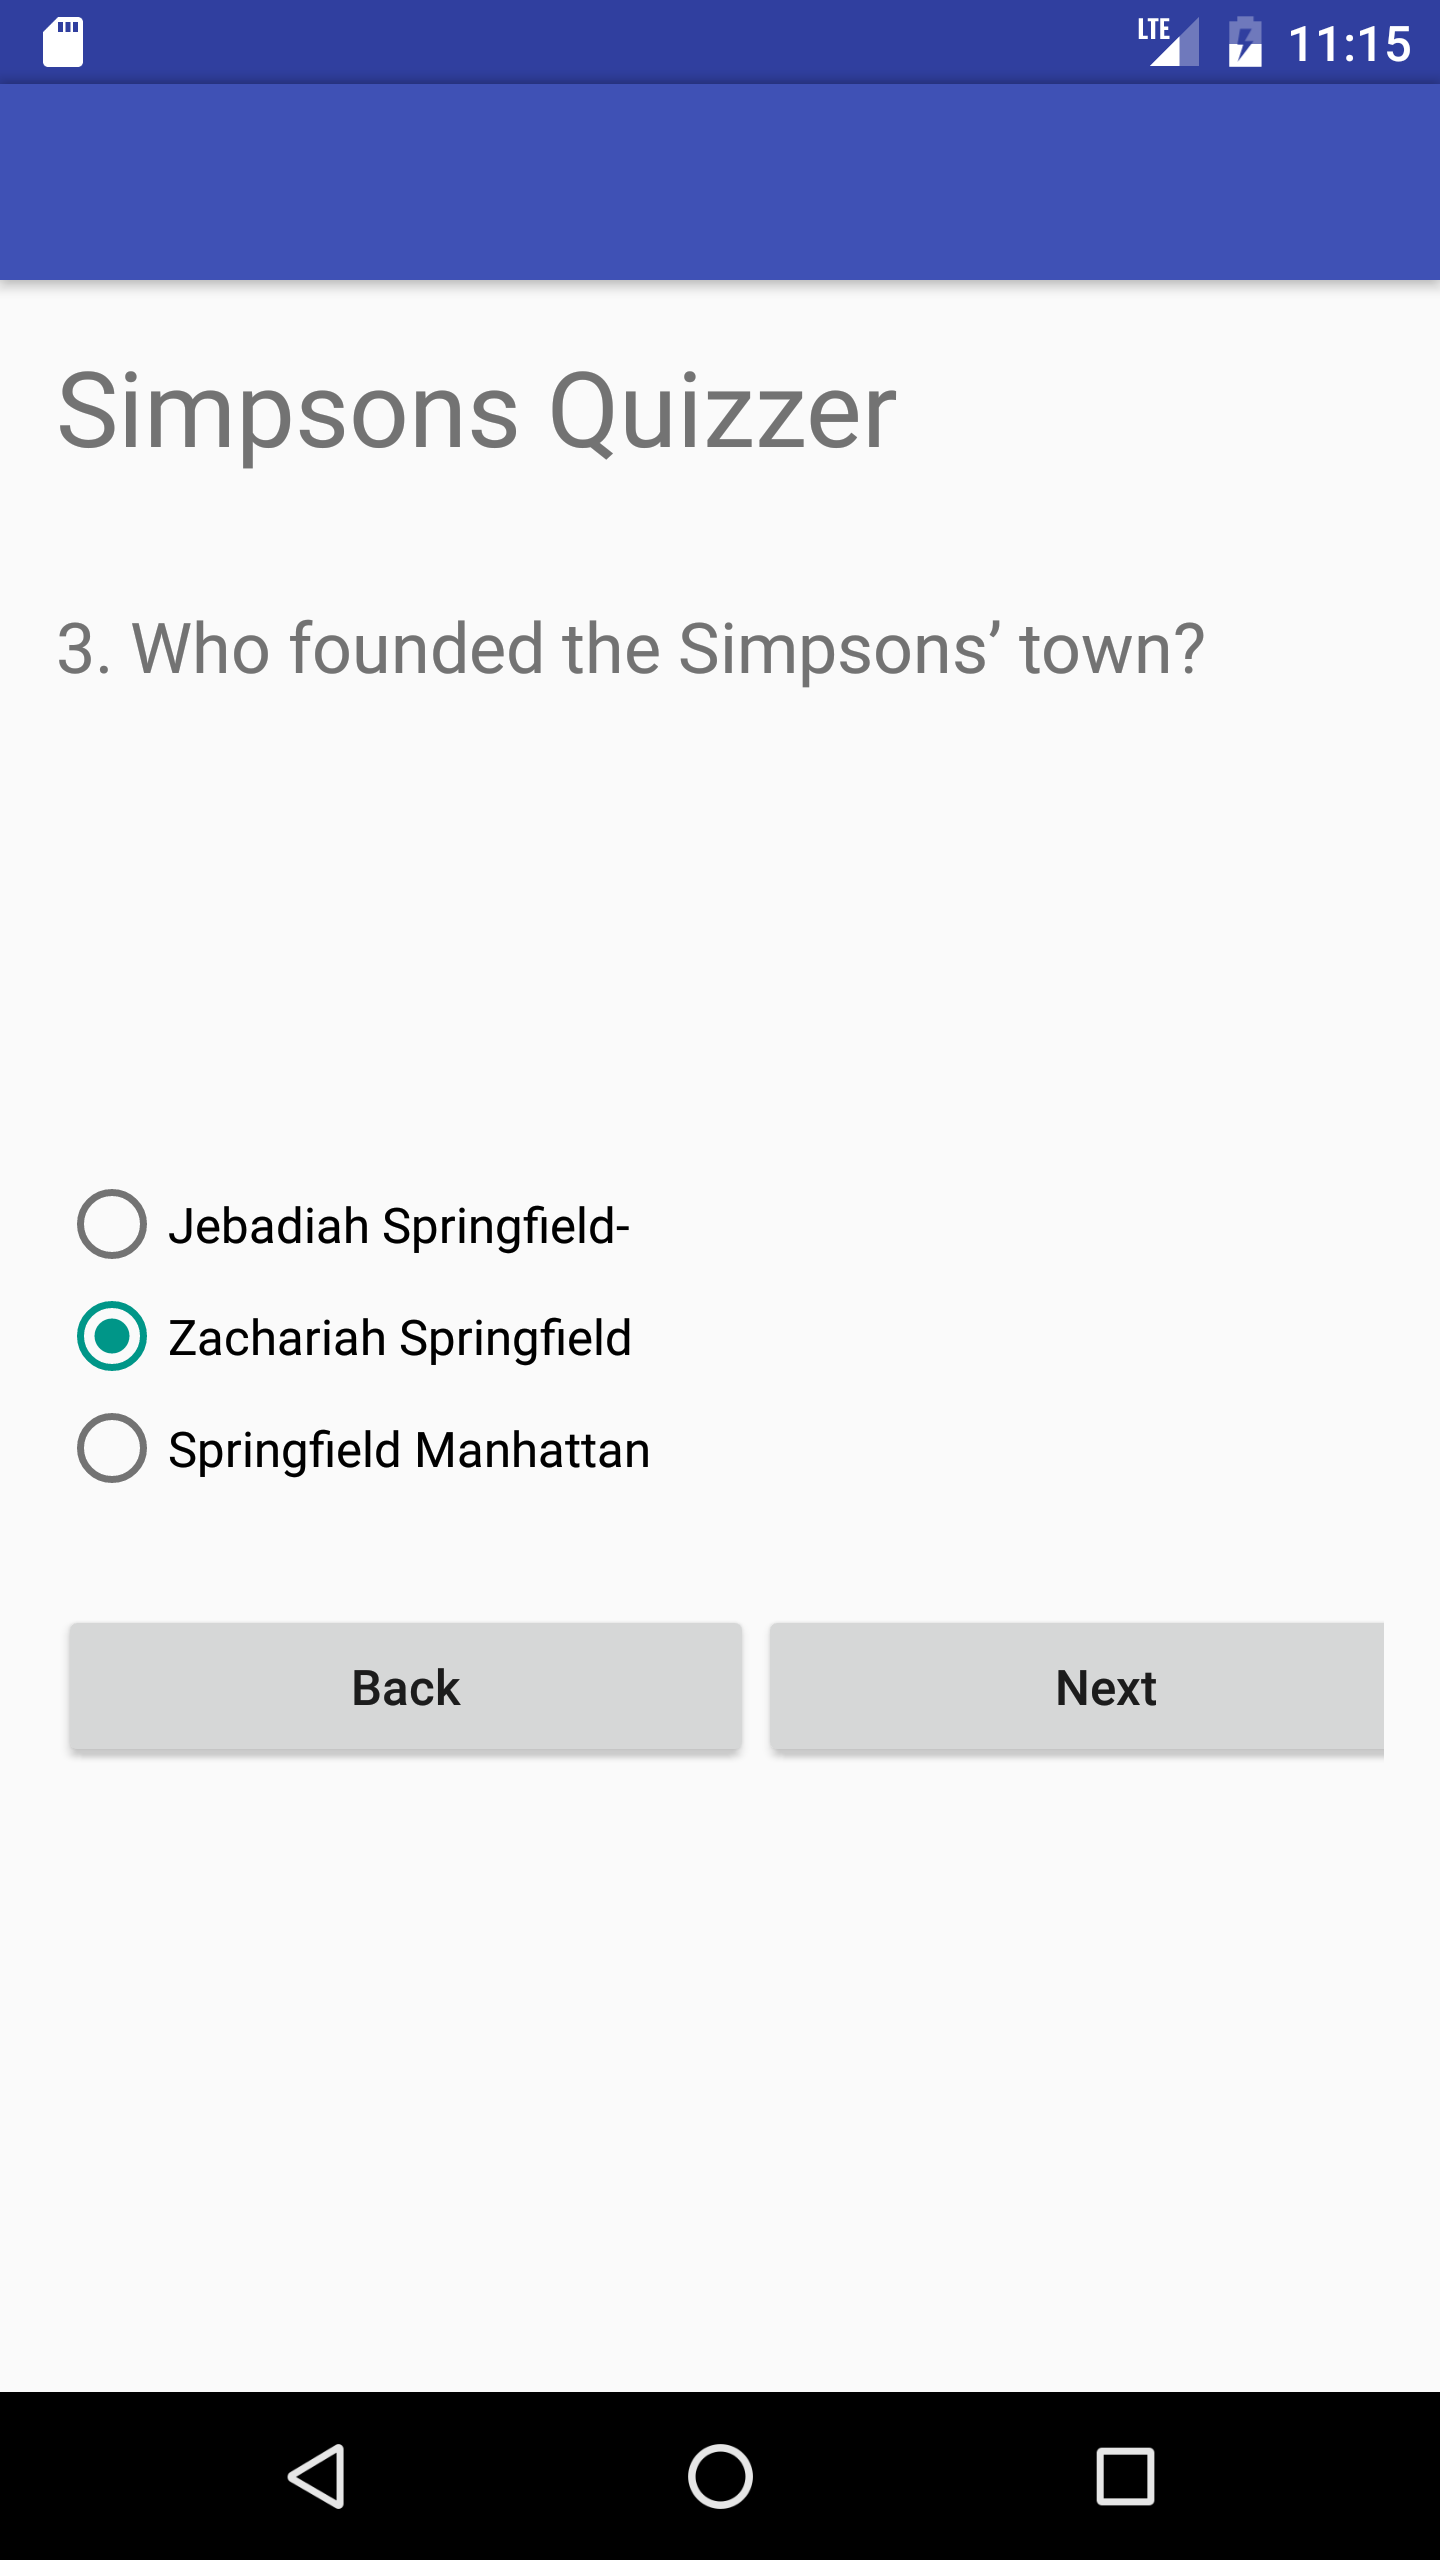 LTE 11:15
Simpsons Quizzer
3. Who founded the Simpsons’ town?
Jebadiah Springfield-
Zachariah Springfield
Springfield Manhattan
Back Next